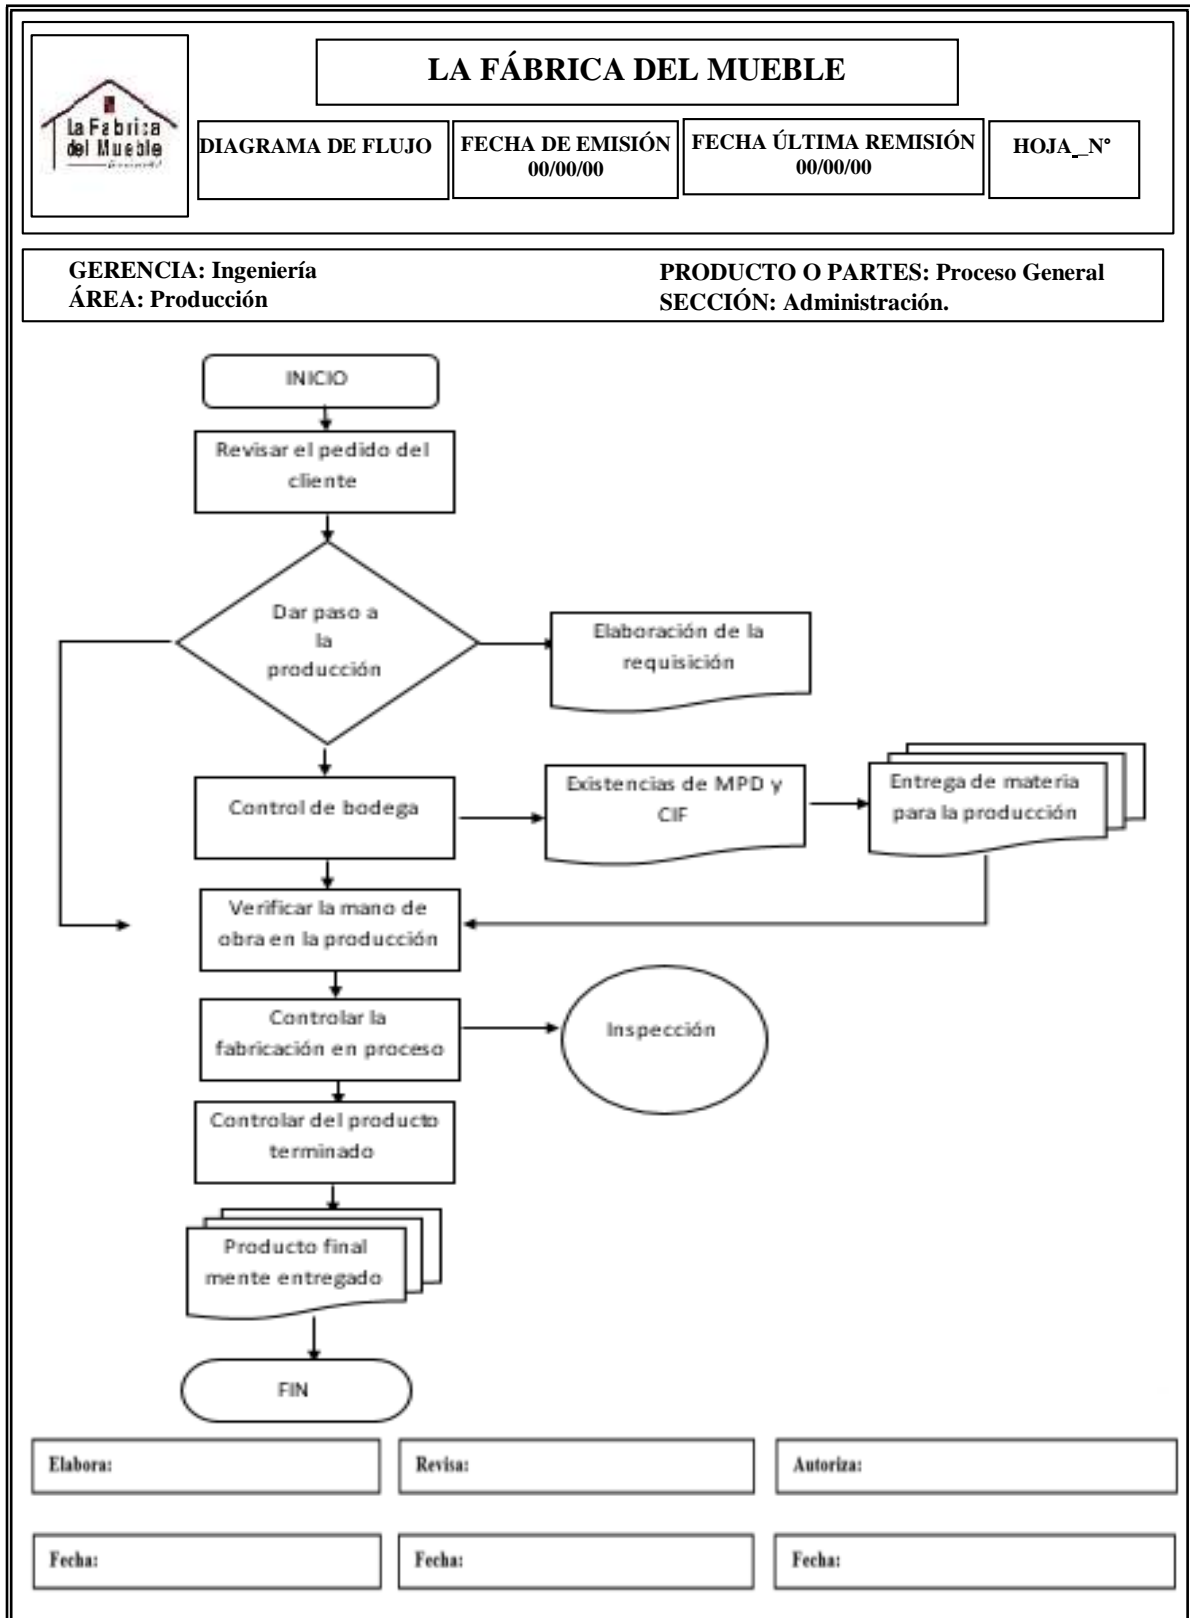 LA FÁBRICA DEL MUEBLE
La Fabrica
del Mueble
DIAGRAMA DE FLUJO
FECHA DE EMISIÓN
00/00/00
FECHA ÚLTIMA REMISIÓN
00/00/00
HOJA__N°
GERENCIA: Ingeniería
ÁREA: Producción
PRODUCTO O PARTES: Proceso General
SECCIÓN: Administración.
INICIO
Revisar el pedido del
cliente
Dar paso a
la
producción
Elaboración de la
requisición
Control de bodega
Existencias de MPD y
CIF
Entrega de materia
para la producción
Verificar la mano de
obra en la producción
Controlar la
fabricación en proceso
Inspección
Controlar del producto
terminado
Producto final
mente entregado
FIN
Elabora:
Revisa:
Autoriza:
Fecha:
Fecha:
Fecha: